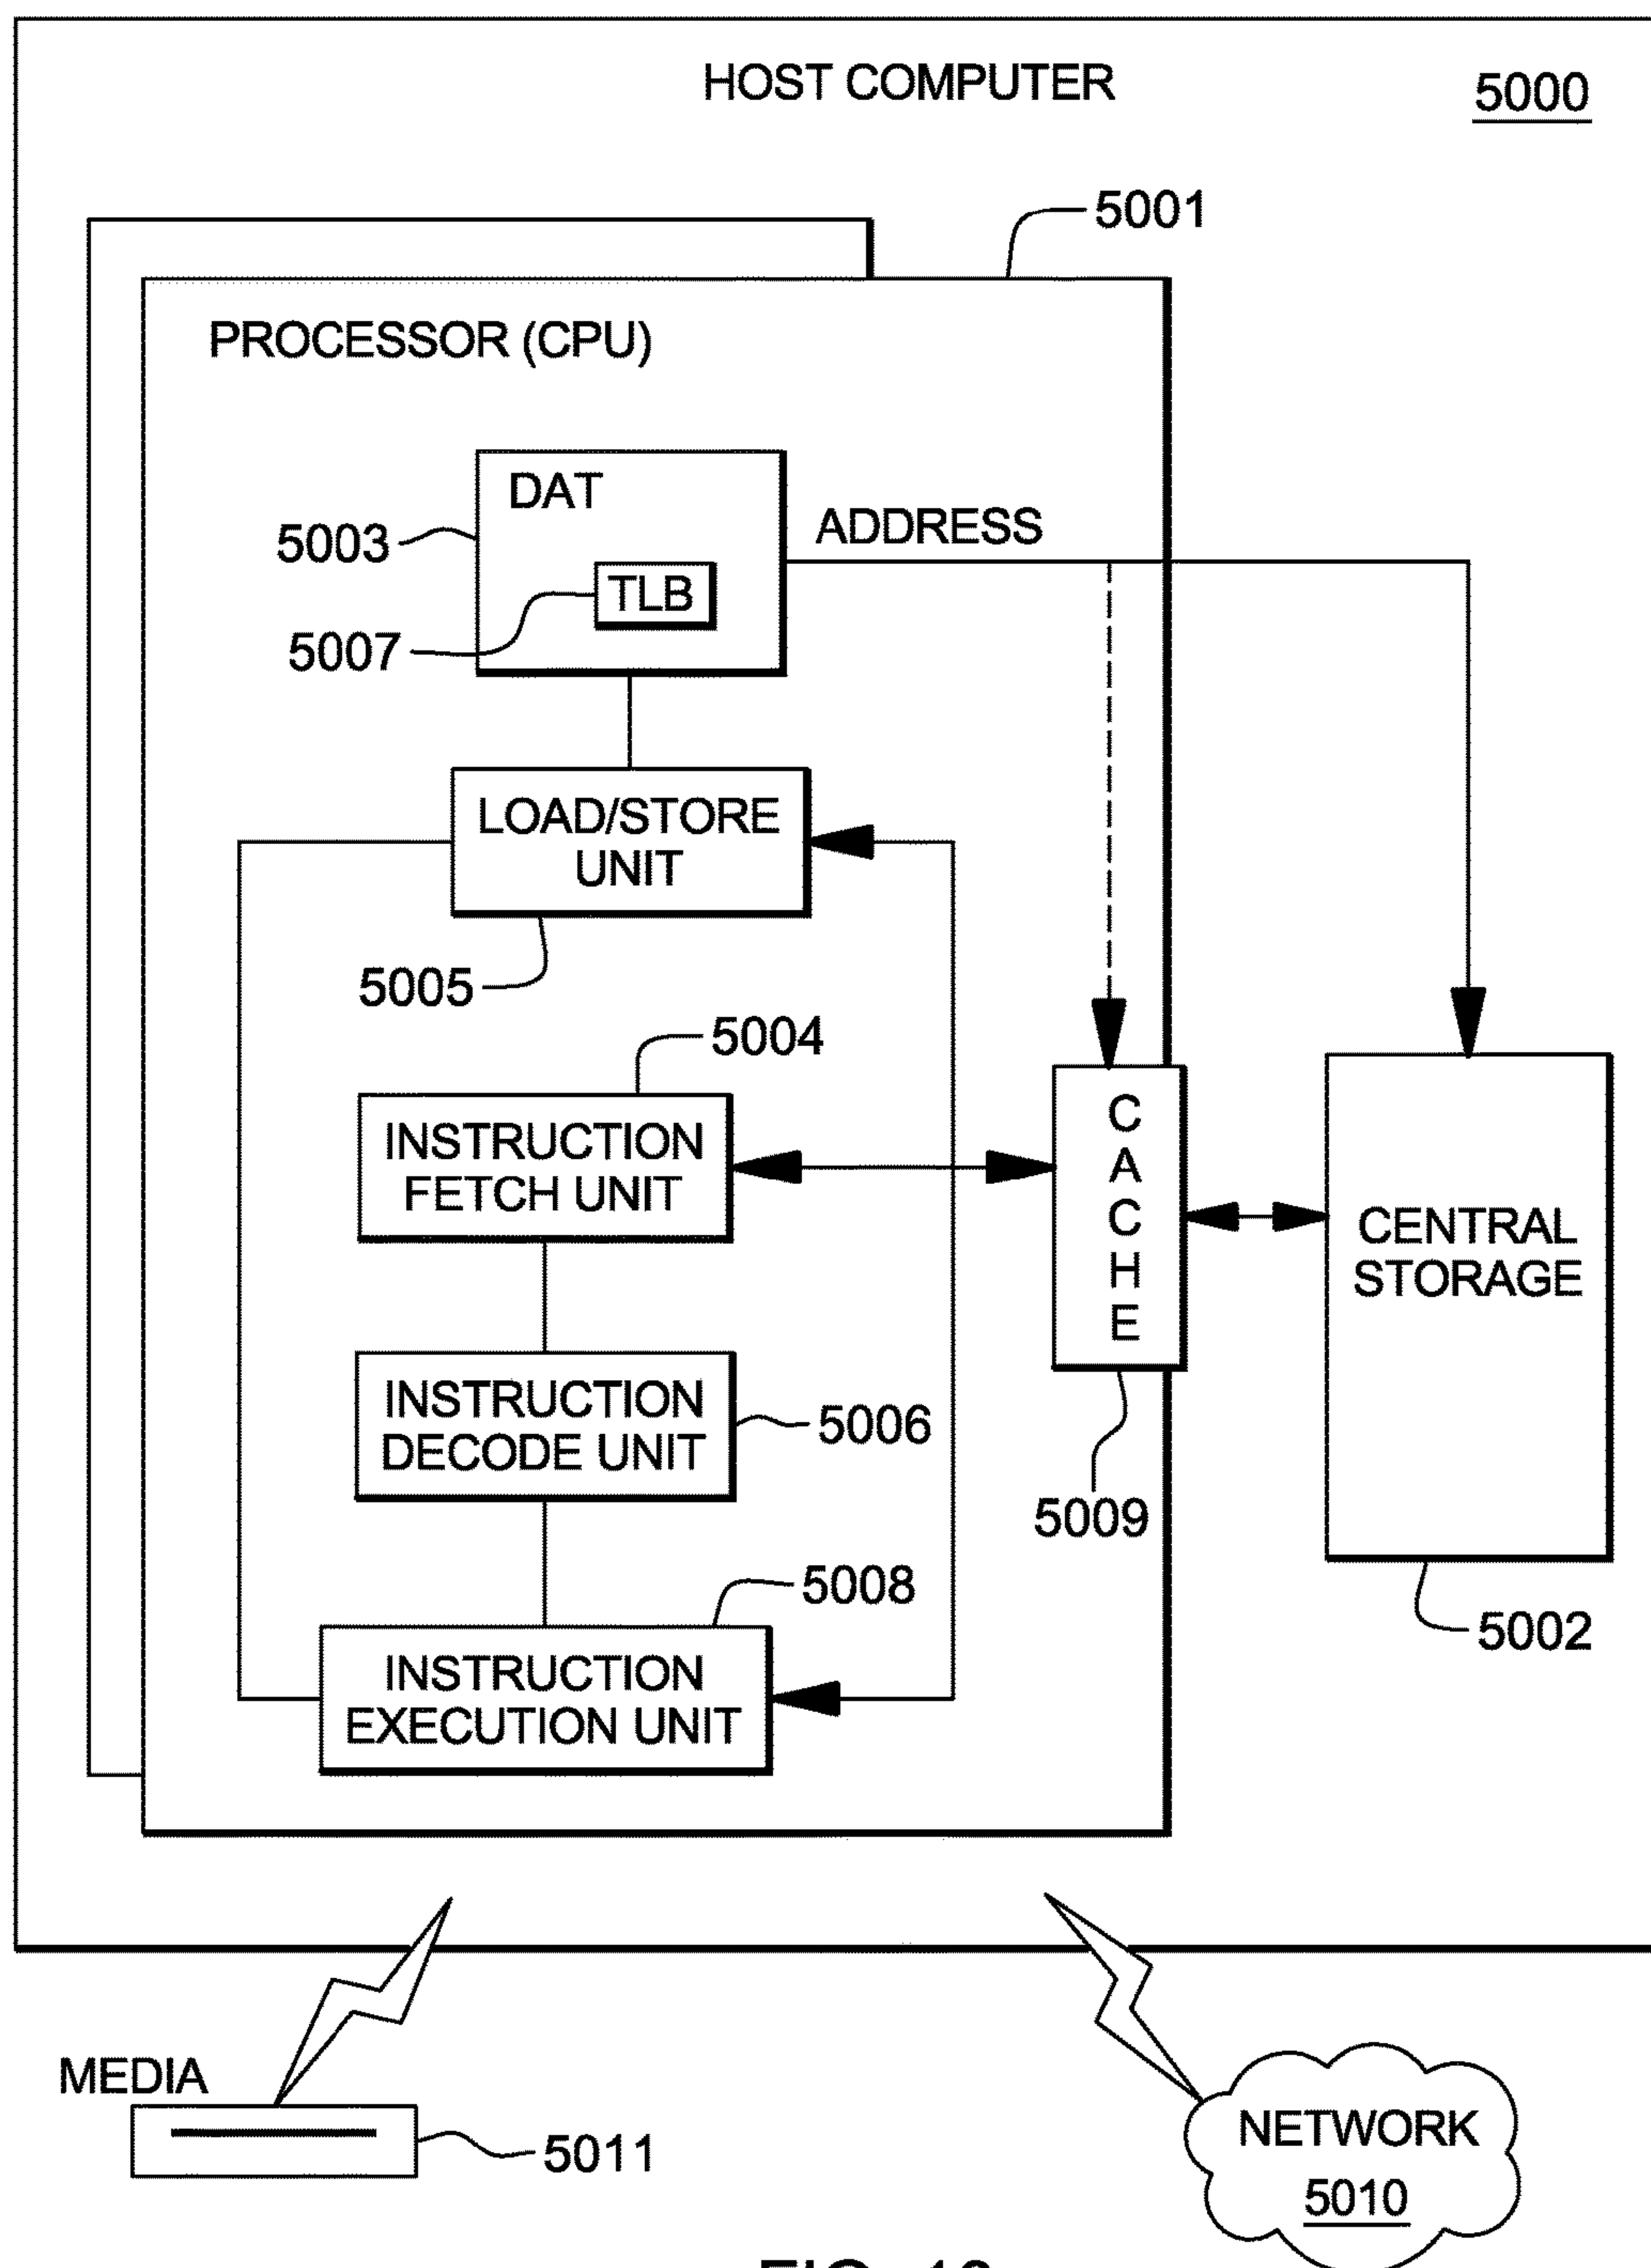 HOST COMPUTER
5000
5001
PROCESSOR (CPU)
DAT
ADDRESS
5003
TLB
5007
LOAD/STORE
UNIT
5005
5004
INSTRUCTION
FETCH UNIT
CACHE
CENTRAL
STORAGE
INSTRUCTION
DECODE UNIT
5006
5009
5008
5002
INSTRUCTION
EXECUTION UNIT
MEDIA
5011
NETWORK
5010